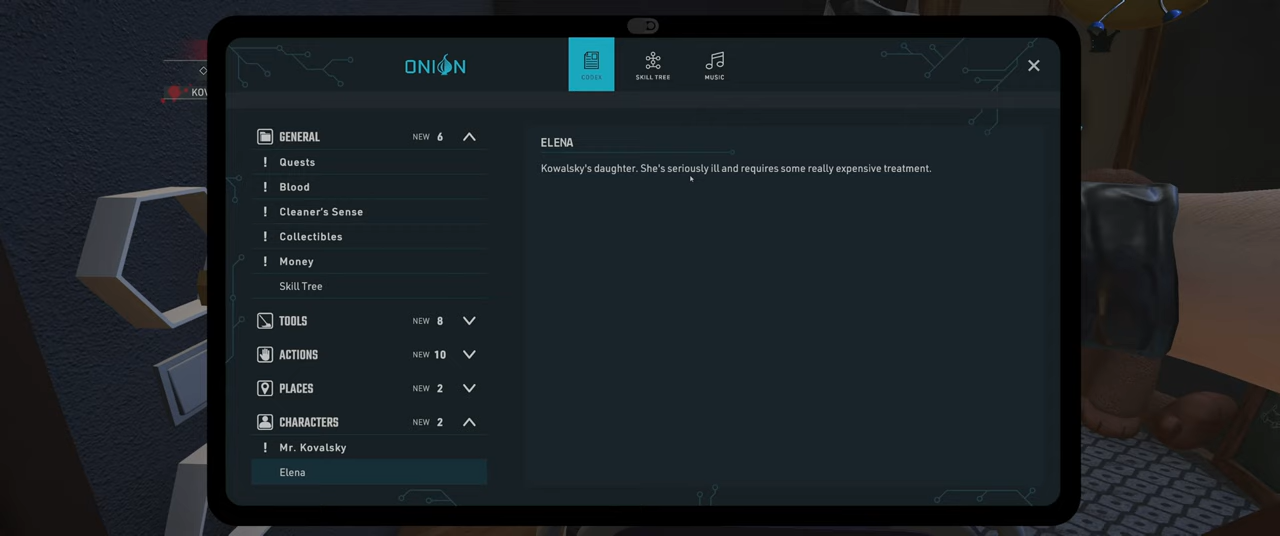 ONION
CODEX
SKILL TREE
MUSIC
KOV
GENERAL NEW 6
! Quests
! Blood
! Cleaner's Sense
! Collectibles
! Money
Skill Tree
TOOLS NEW 8
ACTIONS NEW 10
PLACES NEW 2
CHARACTERS NEW 2
! Mr. Kovalsky
Elena
ELENA
Kowalsky's daughter. She's seriously ill and requires some really expensive treatment.